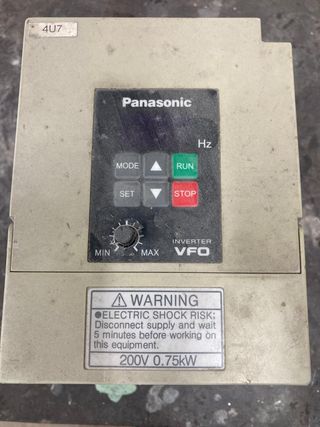 4U7
Panasonic
Hz
MODE ▲ RUN
SET ▼ STOP
MIN MAX
INVERTER
VFO
⚠ WARNING
●ELECTRIC SHOCK RISK:
Disconnect supply and wait
5 minutes before working on
this equipment.
200V 0.75kW